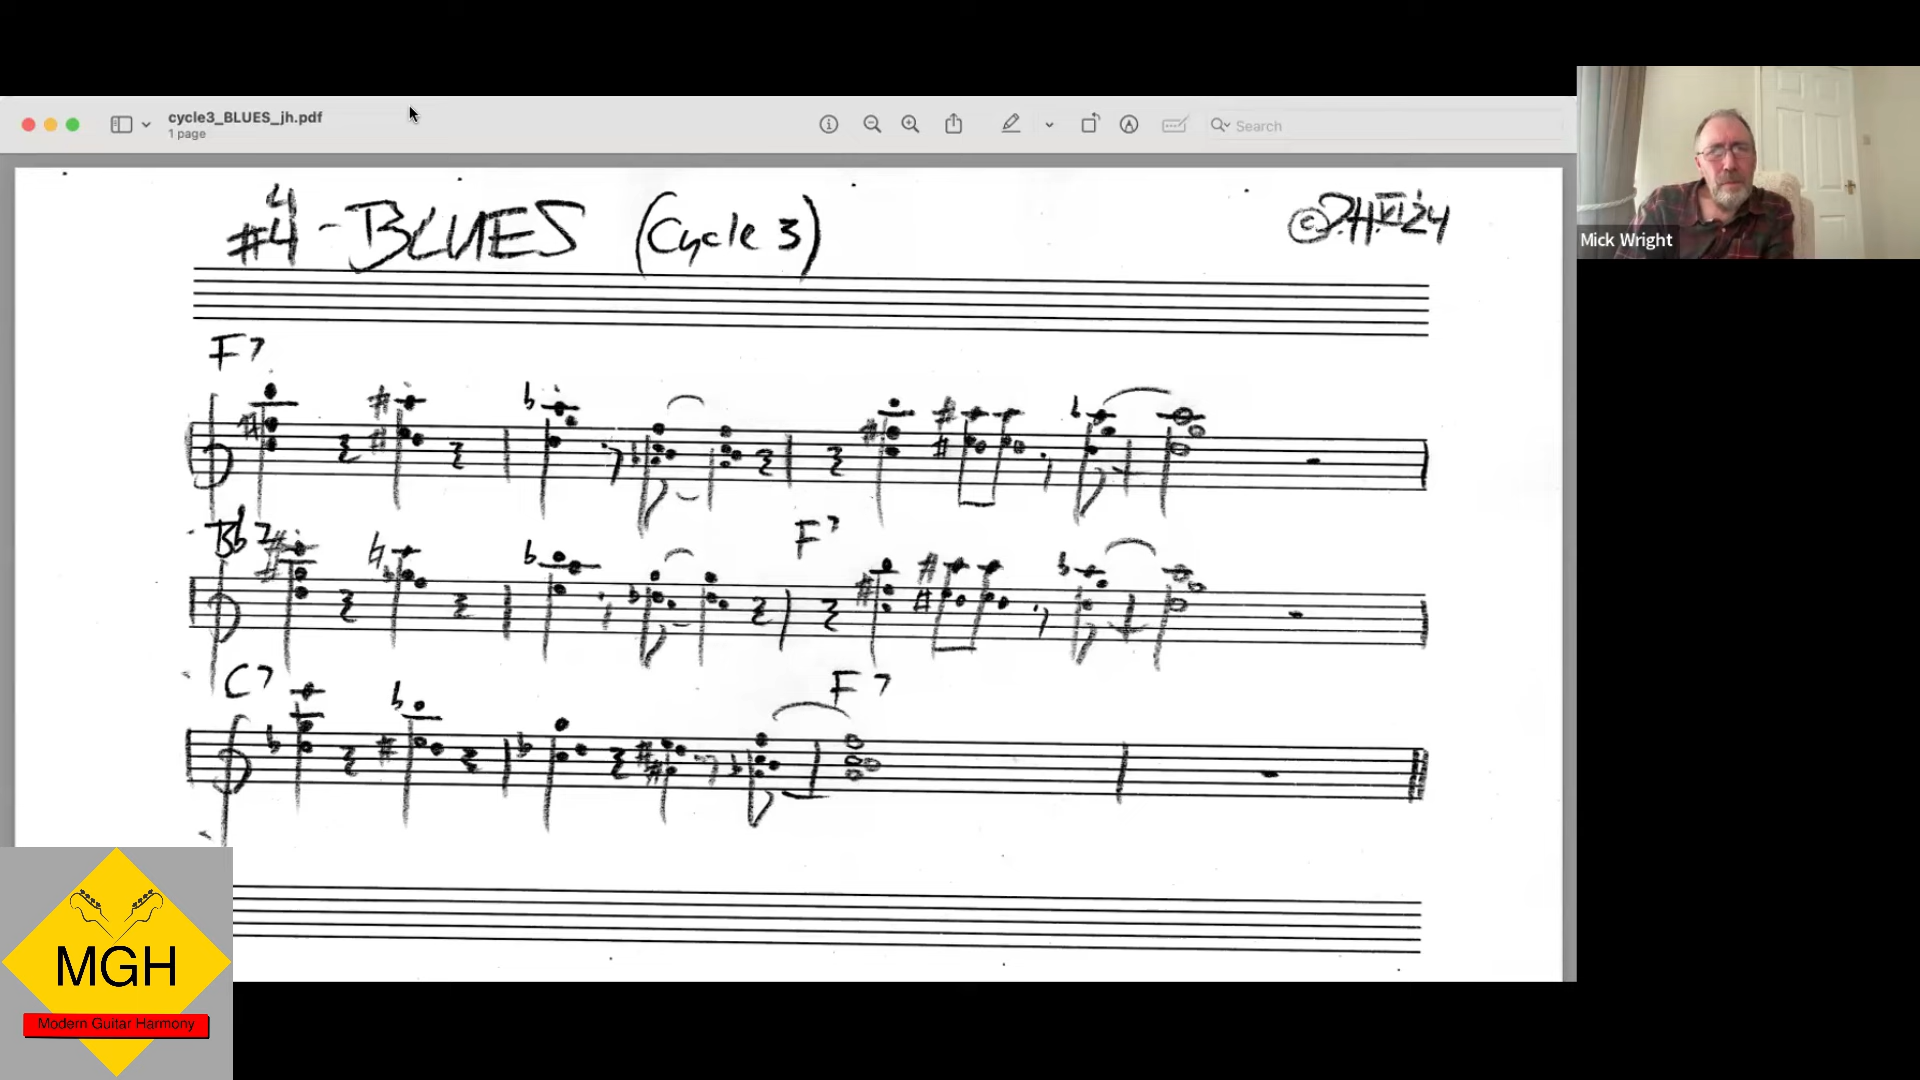 cycle3_BLUES_jh.pdf
1 page
Search
Mick Wright
#4 - BLUES (Cycle 3)
F7
Bb7
F7
C7
F7
MGH
Modern Guitar Harmony